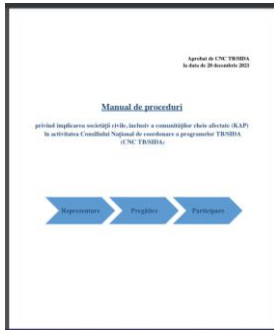 Aprobat de CNC TB/SIDA
la data de 29 decembrie 2021
Manual de proceduri
privind implicarea societății civile, inclusiv a comunităților cheie afectate (KAP)
în activitatea Consiliului Național de coordonare a programelor TB/SIDA
(CNC TB/SIDA)
Reprezentare
Pregătire
Participare